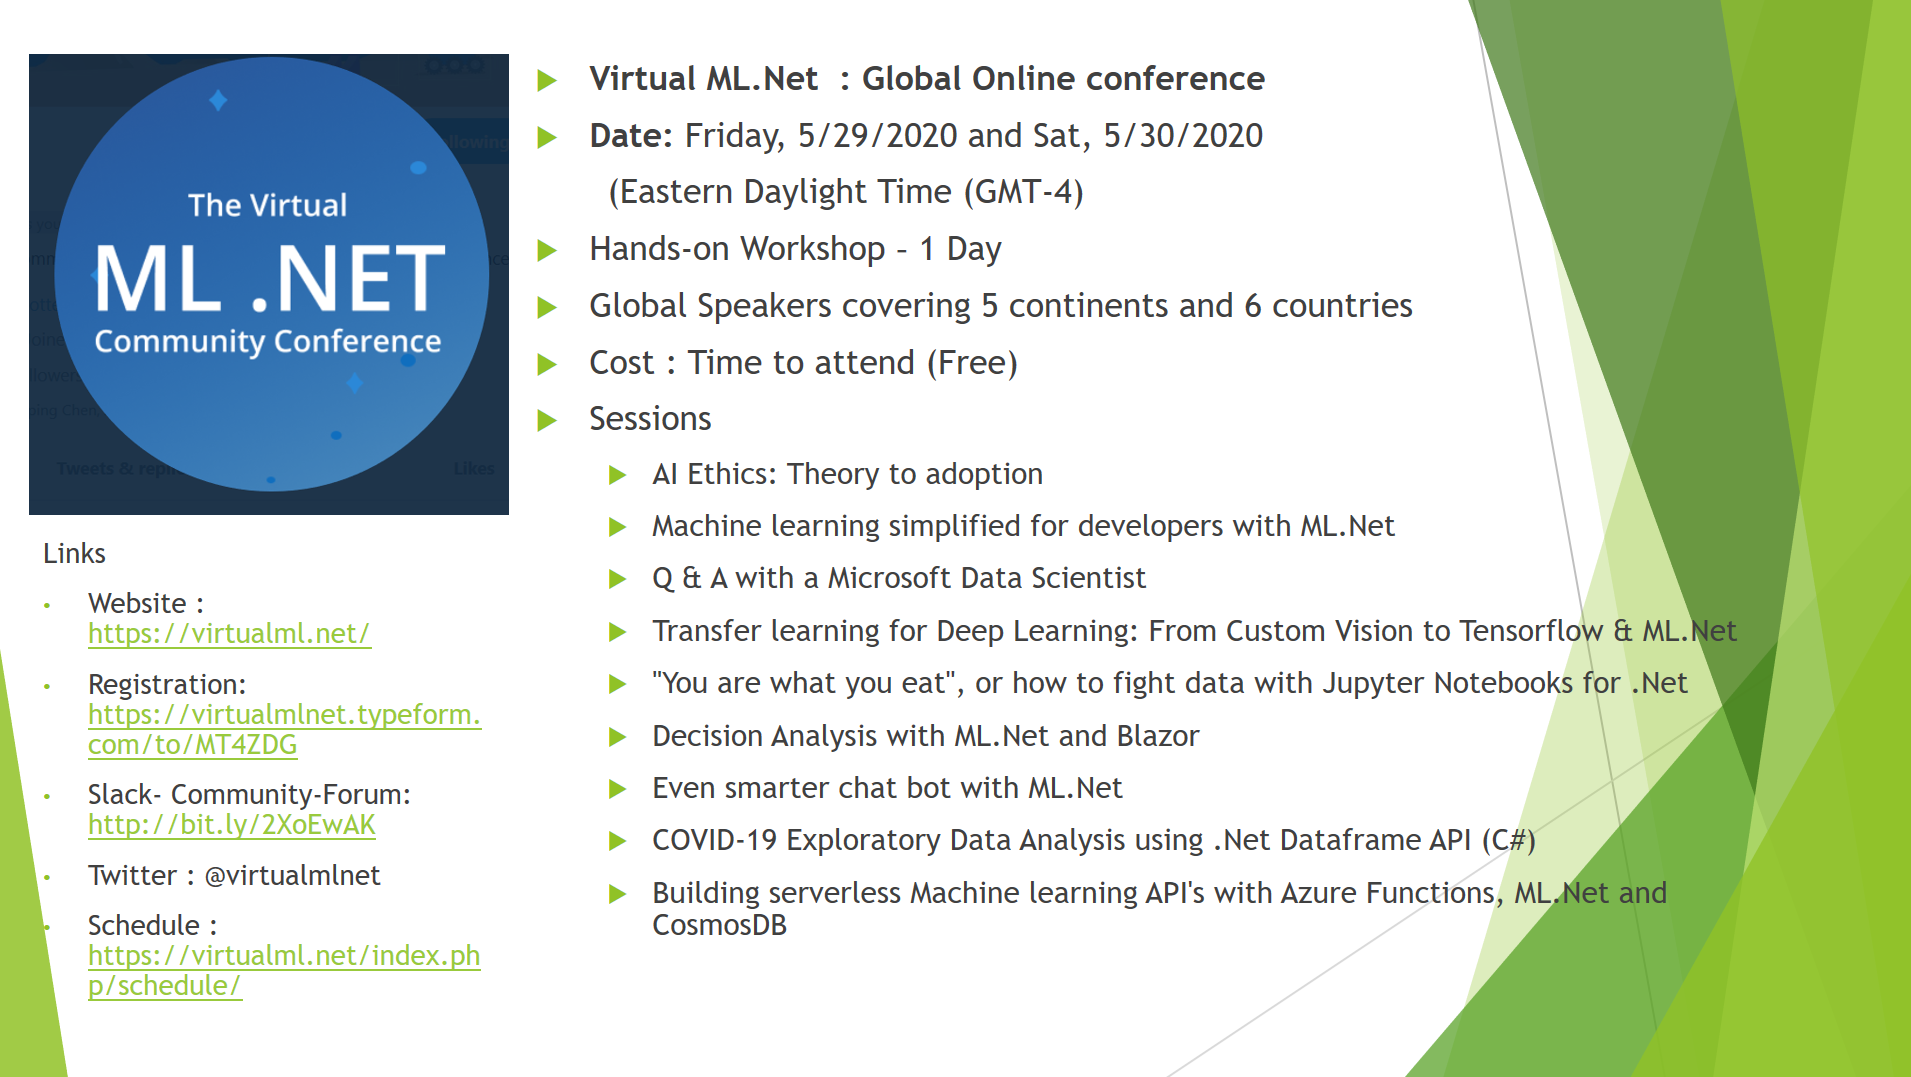 The Virtual
ML .NET
Community Conference
Tweets & repli
Likes
Links
Website :
https://virtualml.net/
Registration:
https://virtualmlnet.typeform.
com/to/MT4ZDG
Slack- Community-Forum:
http://bit.ly/2XoEwAK
Twitter : @virtualmlnet
Schedule :
https://virtualml.net/index.ph
p/schedule/
Virtual ML.Net  : Global Online conference
Date: Friday, 5/29/2020 and Sat, 5/30/2020
(Eastern Daylight Time (GMT-4)
Hands-on Workshop – 1 Day
Global Speakers covering 5 continents and 6 countries
Cost : Time to attend (Free)
Sessions
AI Ethics: Theory to adoption
Machine learning simplified for developers with ML.Net
Q & A with a Microsoft Data Scientist
Transfer learning for Deep Learning: From Custom Vision to Tensorflow & ML.Net
"You are what you eat", or how to fight data with Jupyter Notebooks for .Net
Decision Analysis with ML.Net and Blazor
Even smarter chat bot with ML.Net
COVID-19 Exploratory Data Analysis using .Net Dataframe API (C#)
Building serverless Machine learning API's with Azure Functions, ML.Net and
CosmosDB